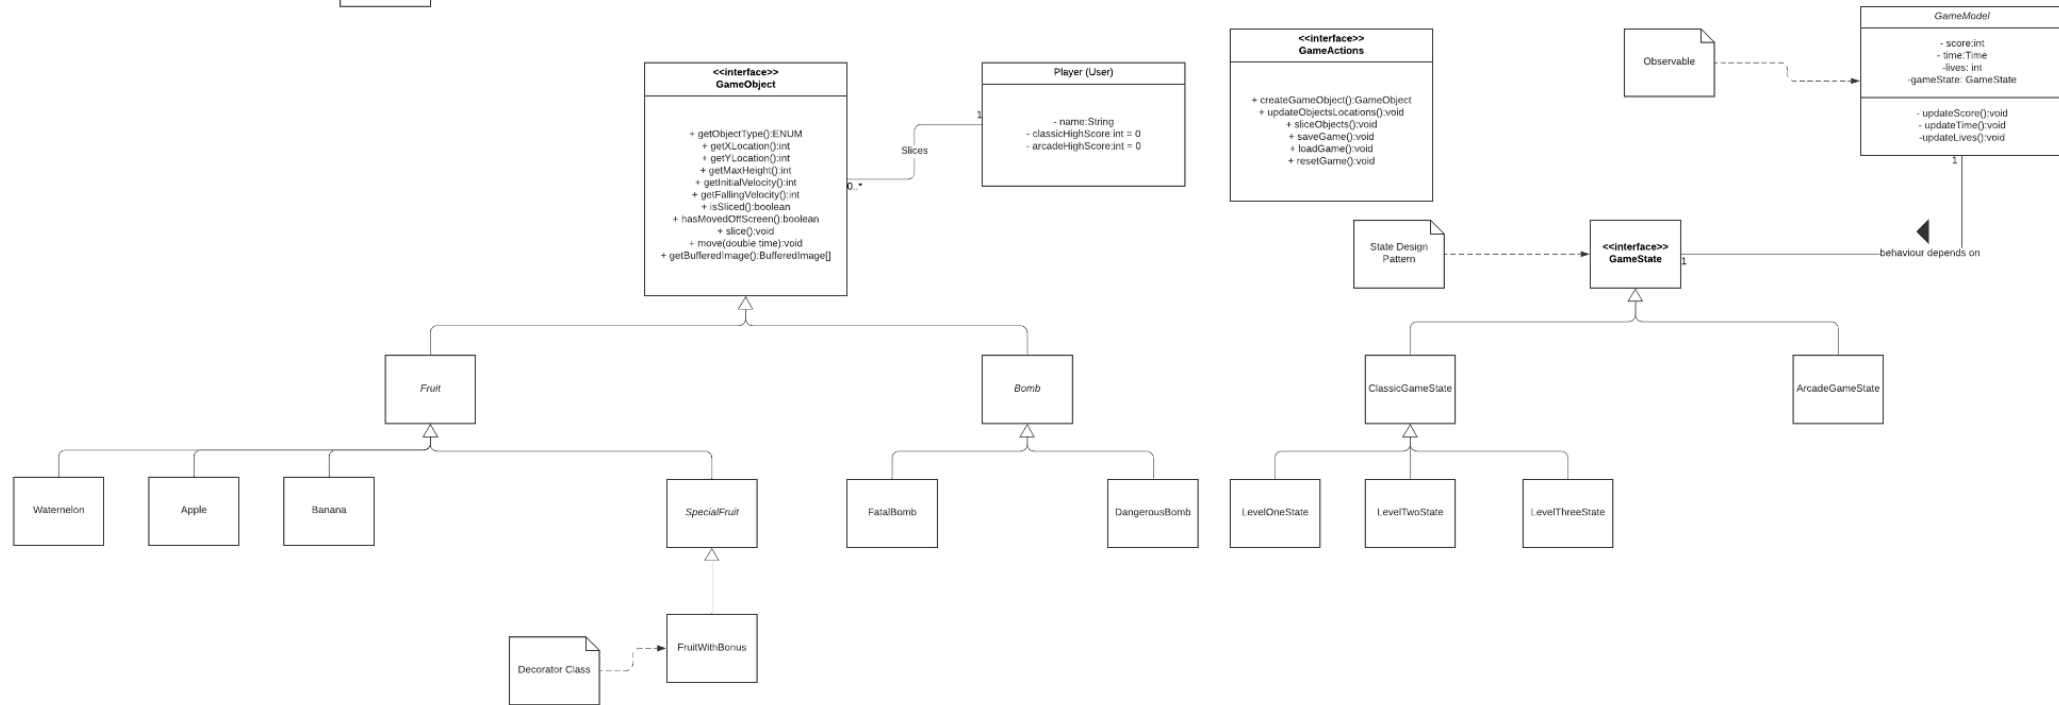 <<interface>>
GameObject
+ getObjectType():ENUM
+ getXLocation():int
+ getYLocation():int
+ getMaxHeight():int
+ getInitialVelocity():int
+ getFallingVelocity():int
+ isSliced():boolean
+ hasMovedOffScreen():boolean
+ slice():void
+ move(double time):void
+ getBufferedImage():BufferedImage[]
0..*
Slices
1
Player (User)
- name:String
- classicHighScore:int = 0
- arcadeHighScore:int = 0
<<interface>>
GameActions
+ createGameObject():GameObject
+ updateObjectsLocations():void
+ sliceObjects():void
+ saveGame():void
+ loadGame():void
+ resetGame():void
Observable
GameModel
- score:int
- time:Time
-lives: int
-gameState: GameState
- updateScore():void
- updateTime():void
-updateLives():void
1
State Design
Pattern
<<interface>>
GameState
1
behaviour depends on
Fruit
Bomb
ClassicGameState
ArcadeGameState
Waternelon
Apple
Banana
SpecialFruit
FatalBomb
DangerousBomb
LevelOneState
LevelTwoState
LevelThreeState
Decorator Class
FruitWithBonus